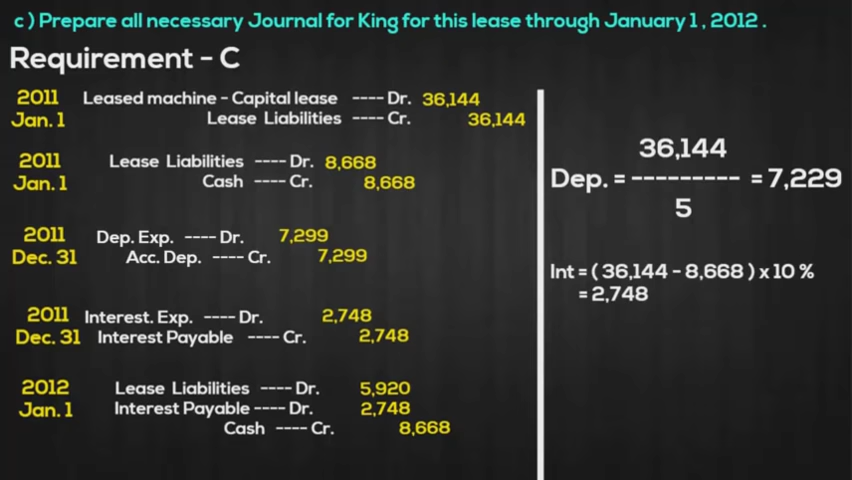 c ) Prepare all necessary Journal for King for this lease through January 1 , 2012 .
Requirement - C
2011 Leased machine - Capital lease ---- Dr. 36,144
Jan. 1 Lease Liabilities ---- Cr. 36,144
2011 Lease Liabilities ---- Dr. 8,668
Jan. 1 Cash ---- Cr. 8,668
2011 Dep. Exp. ---- Dr. 7,299
Dec. 31 Acc. Dep. ---- Cr. 7,299
2011 Interest. Exp. ---- Dr. 2,748
Dec. 31 Interest Payable ---- Cr. 2,748
2012 Lease Liabilities ---- Dr. 5,920
Jan. 1 Interest Payable ---- Dr. 2,748
Cash ---- Cr. 8,668
36,144
Dep. = --------- = 7,229
5
Int = ( 36,144 - 8,668 ) x 10 %
= 2,748